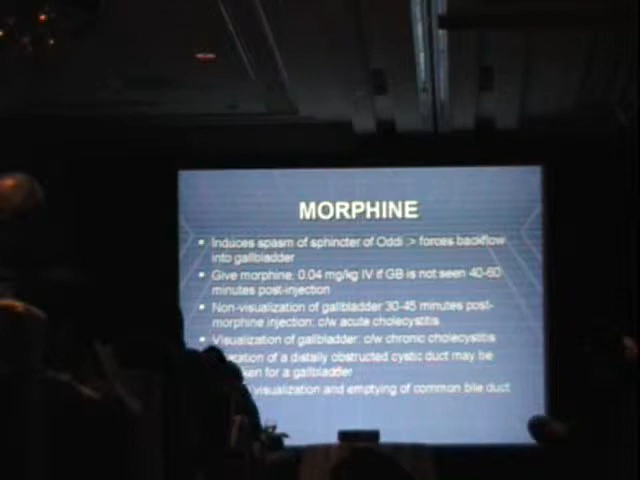 MORPHINE
Induces spasm of sphincter of Oddi > forces backflow
into gallbladder
Give morphine, 0.04 mg/kg IV if GB is not seen 40-60
minutes post-injection
Non-visualization of gallbladder 30-45 minutes post-
morphine injection: c/w acute cholecystitis
Visualization of gallbladder: c/w chronic cholecystitis
of a distally obstructed cystic duct may be
for a gallbladder
visualization and emptying of common bile duct